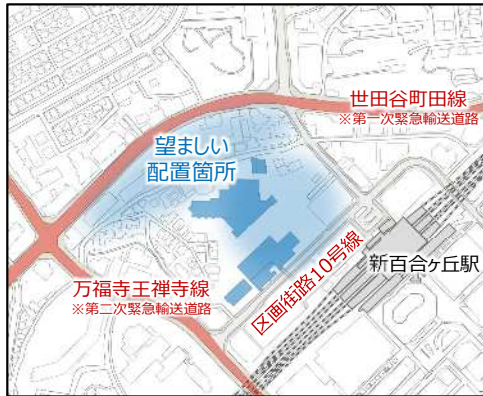 世田谷町田線
※第一次緊急輸送道路
望ましい
配置箇所
新百合ヶ丘駅
区画街路10号線
万福寺王禅寺線
※第二次緊急輸送道路